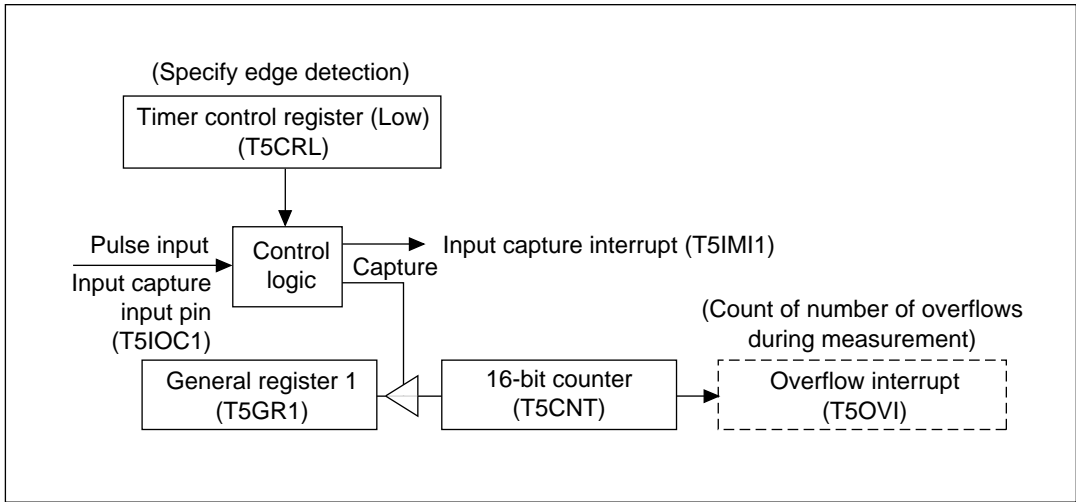 (Specify edge detection)
Timer control register (Low)
(T5CRL)
Pulse input
Input capture
input pin
(T5IOC1)
Control
logic
Input capture interrupt (T5IMI1)
Capture
(Count of number of overflows
during measurement)
General register 1
(T5GR1)
16-bit counter
(T5CNT)
Overflow interrupt
(T5OVI)